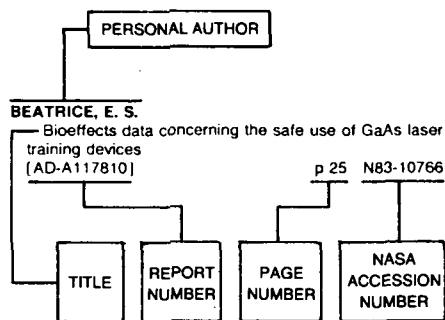 PERSONAL AUTHOR
BEATRICE, E. S.
Bioeffects data concerning the safe use of GaAs laser
training devices
[AD-A117810] p 25 N83-10766
TITLE
REPORT
NUMBER
PAGE
NUMBER
NASA
ACCESSION
NUMBER